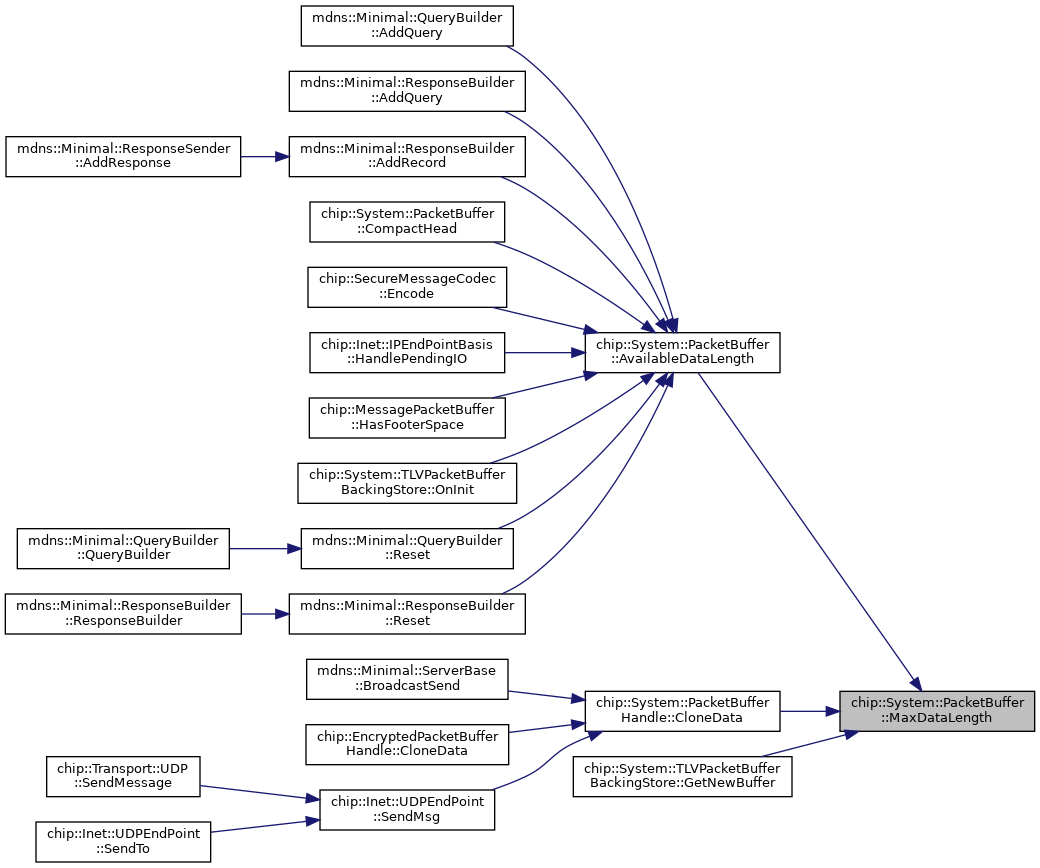 mdns::Minimal::QueryBuilder
::AddQuery
mdns::Minimal::ResponseBuilder
::AddQuery
mdns::Minimal::ResponseSender
::AddResponse
mdns::Minimal::ResponseBuilder
::AddRecord
chip::System::PacketBuffer
::CompactHead
chip::SecureMessageCodec
::Encode
chip::Inet::IPEndPointBasis
::HandlePendingIO
chip::System::PacketBuffer
::AvailableDataLength
chip::MessagePacketBuffer
::HasFooterSpace
chip::System::TLVPacketBuffer
BackingStore::OnInit
mdns::Minimal::QueryBuilder
::QueryBuilder
mdns::Minimal::QueryBuilder
::Reset
mdns::Minimal::ResponseBuilder
::ResponseBuilder
mdns::Minimal::ResponseBuilder
::Reset
mdns::Minimal::ServerBase
::BroadcastSend
chip::System::PacketBuffer
Handle::CloneData
chip::System::PacketBuffer
::MaxDataLength
chip::EncryptedPacketBuffer
Handle::CloneData
chip::System::TLVPacketBuffer
BackingStore::GetNewBuffer
chip::Transport::UDP
::SendMessage
chip::Inet::UDPEndPoint
::SendMsg
chip::Inet::UDPEndPoint
::SendTo